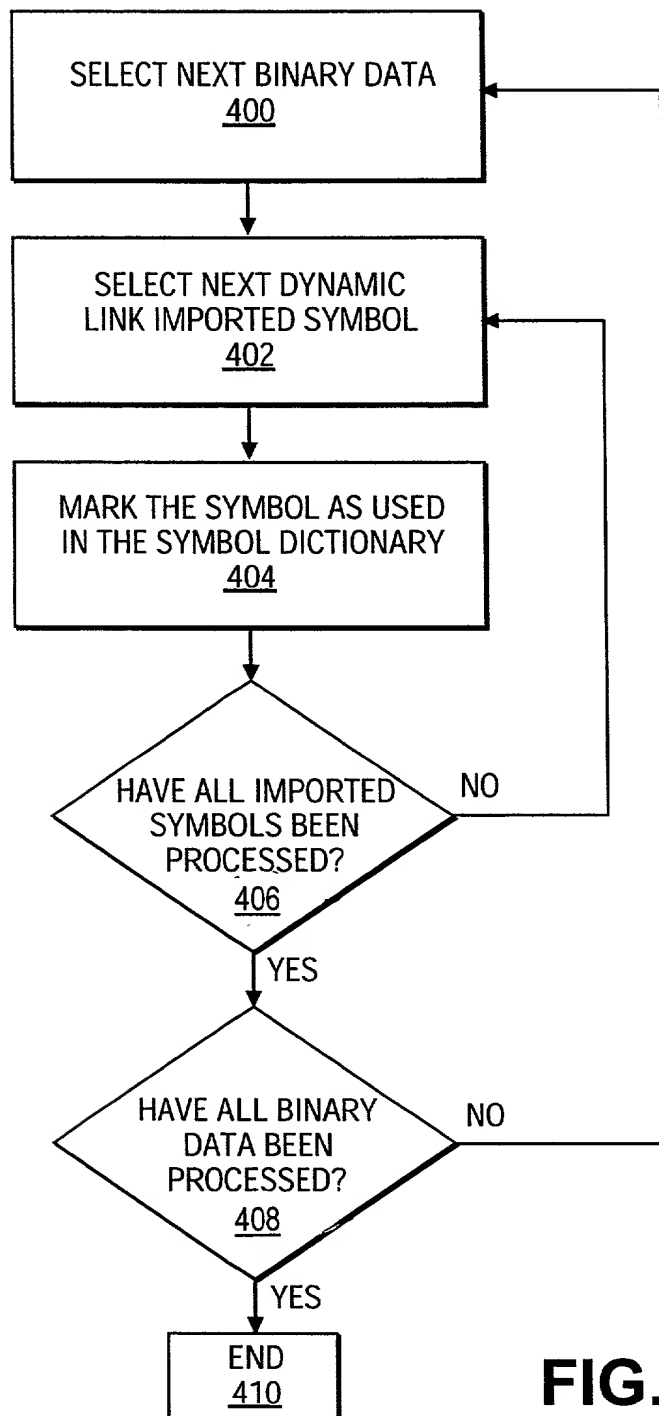 SELECT NEXT BINARY DATA
400
SELECT NEXT DYNAMIC
LINK IMPORTED SYMBOL
402
MARK THE SYMBOL AS USED
IN THE SYMBOL DICTIONARY
404
HAVE ALL IMPORTED
SYMBOLS BEEN
PROCESSED?
406
NO
YES
HAVE ALL BINARY
DATA BEEN
PROCESSED?
408
NO
YES
END
410
FIG.